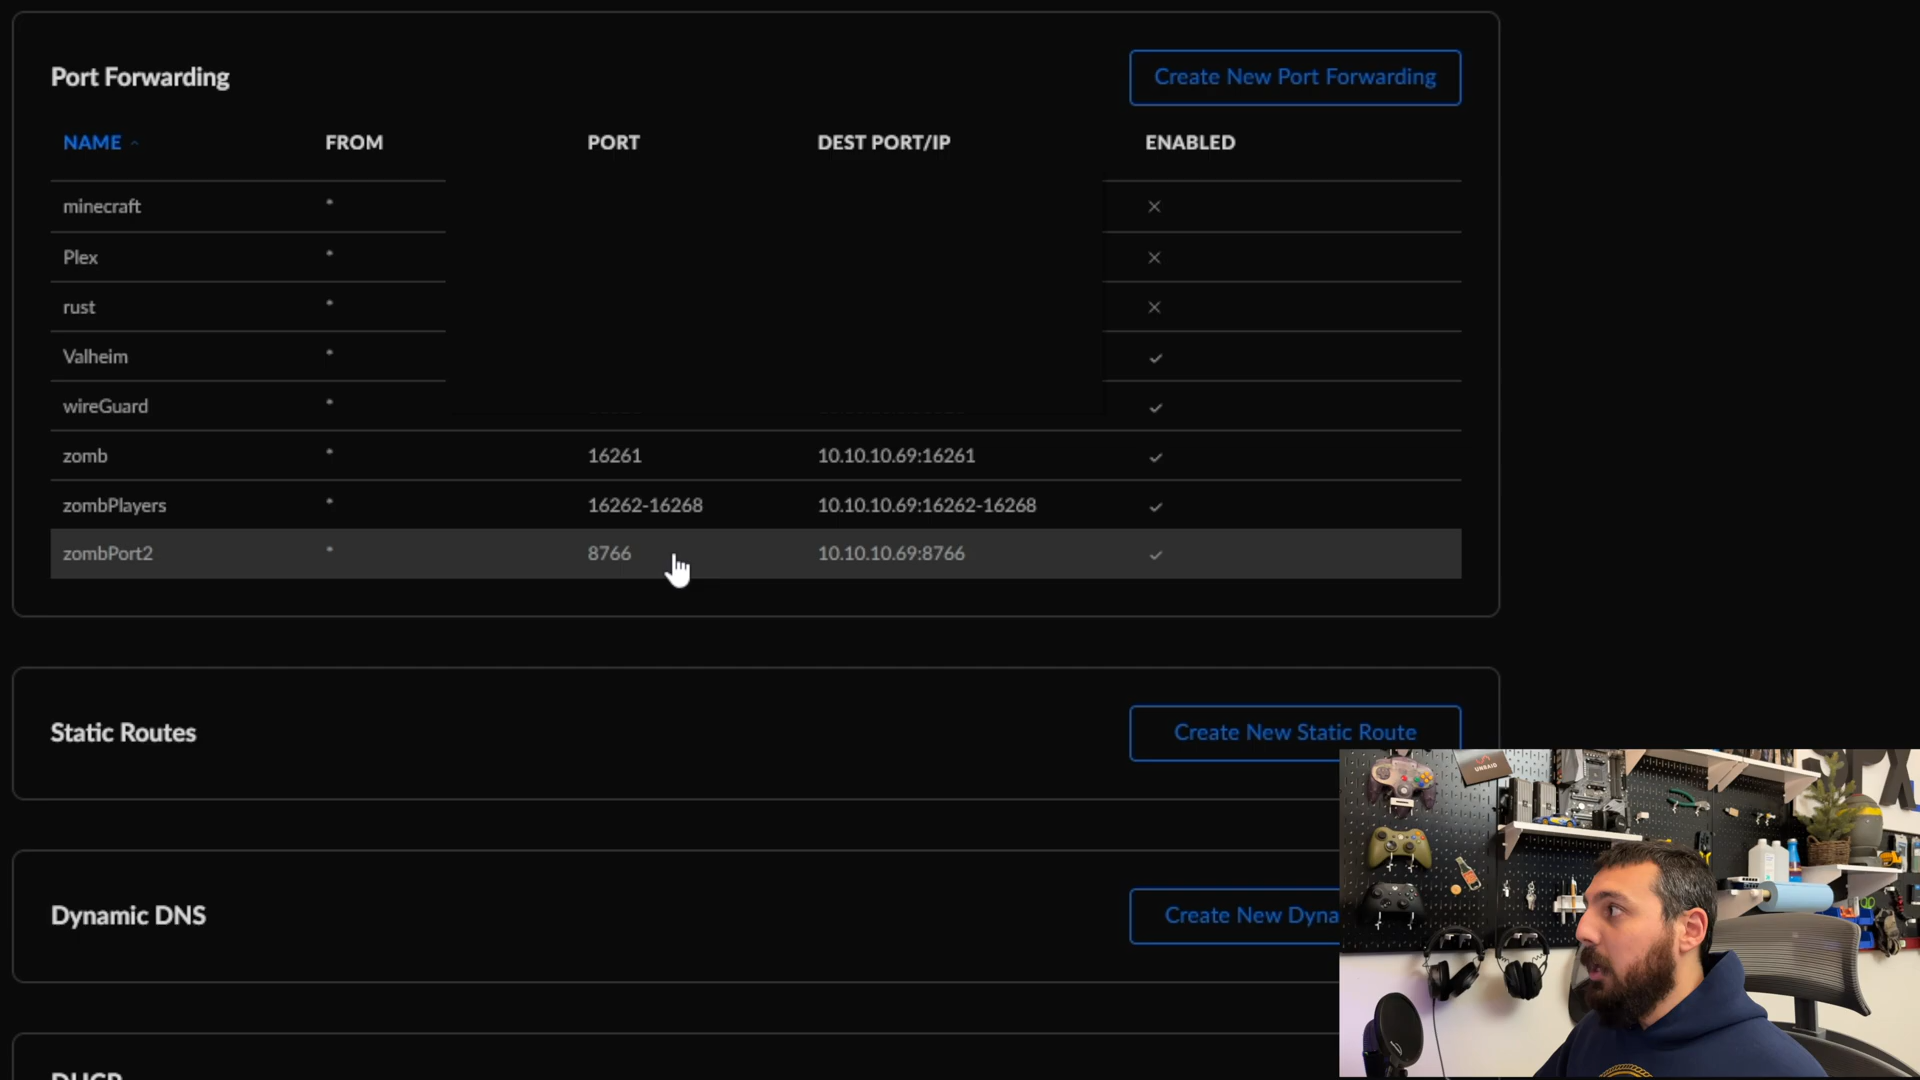 Port Forwarding
Create New Port Forwarding
NAME FROM PORT DEST PORT/IP ENABLED
minecraft *
Plex *
rust *
Valheim *
wireGuard *
zomb * 16261 10.10.10.69:16261
zombPlayers * 16262-16268 10.10.10.69:16262-16268
zombPort2 * 8766 10.10.10.69:8766
Static Routes
Create New Static Route
UNRAID
Dynamic DNS
Create New Dyna